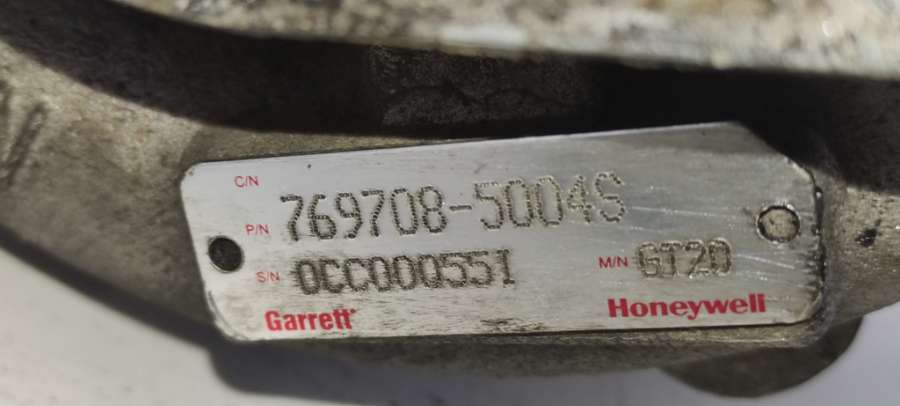 C/N
P/N 769708-5004S
S/N 0CC000551 M/N GT20
Garrett Honeywell